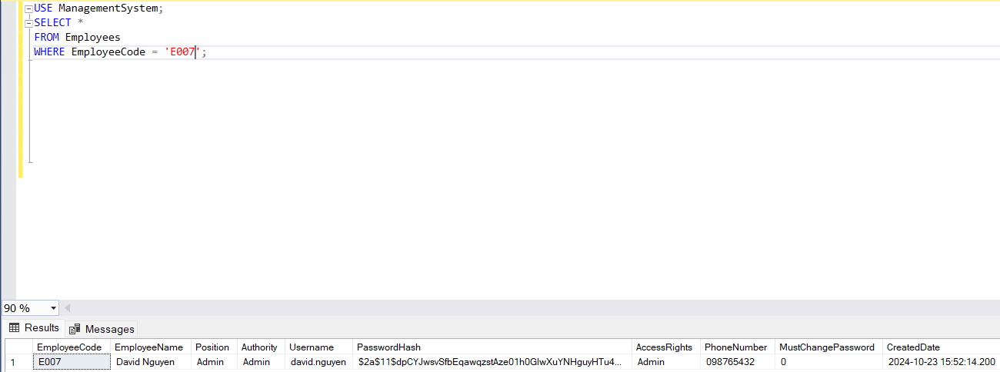 USE ManagementSystem;
SELECT *
FROM Employees
WHERE EmployeeCode = 'E007';
90 %
Results Messages
EmployeeCode EmployeeName Position Authority Username PasswordHash AccessRights PhoneNumber MustChangePassword CreatedDate
1 E007 David Nguyen Admin Admin david.nguyen $2a$11$dpCYJwsvSfbEqawqzstAze01h0GlwXuYNHguyHTu4... Admin 098765432 0 2024-10-23 15:52:14.200